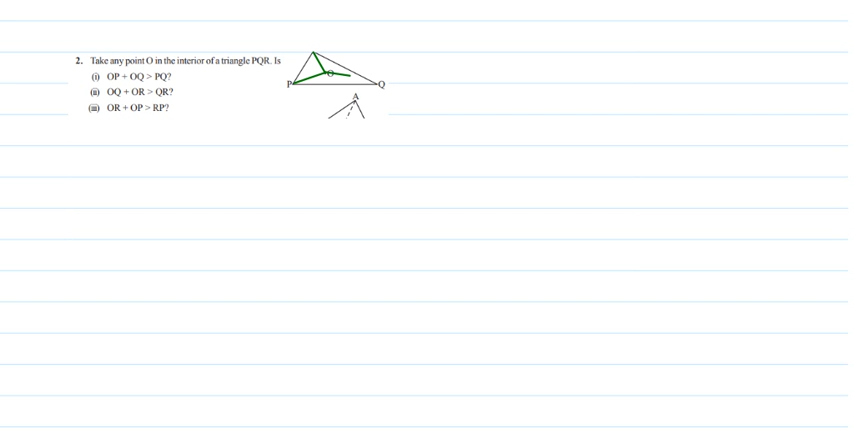 2. Take any point O in the interior of a triangle PQR. Is
(i) OP + OQ > PQ?
(ii) OQ + OR > QR?
(iii) OR + OP > RP?
O
P
Q
A